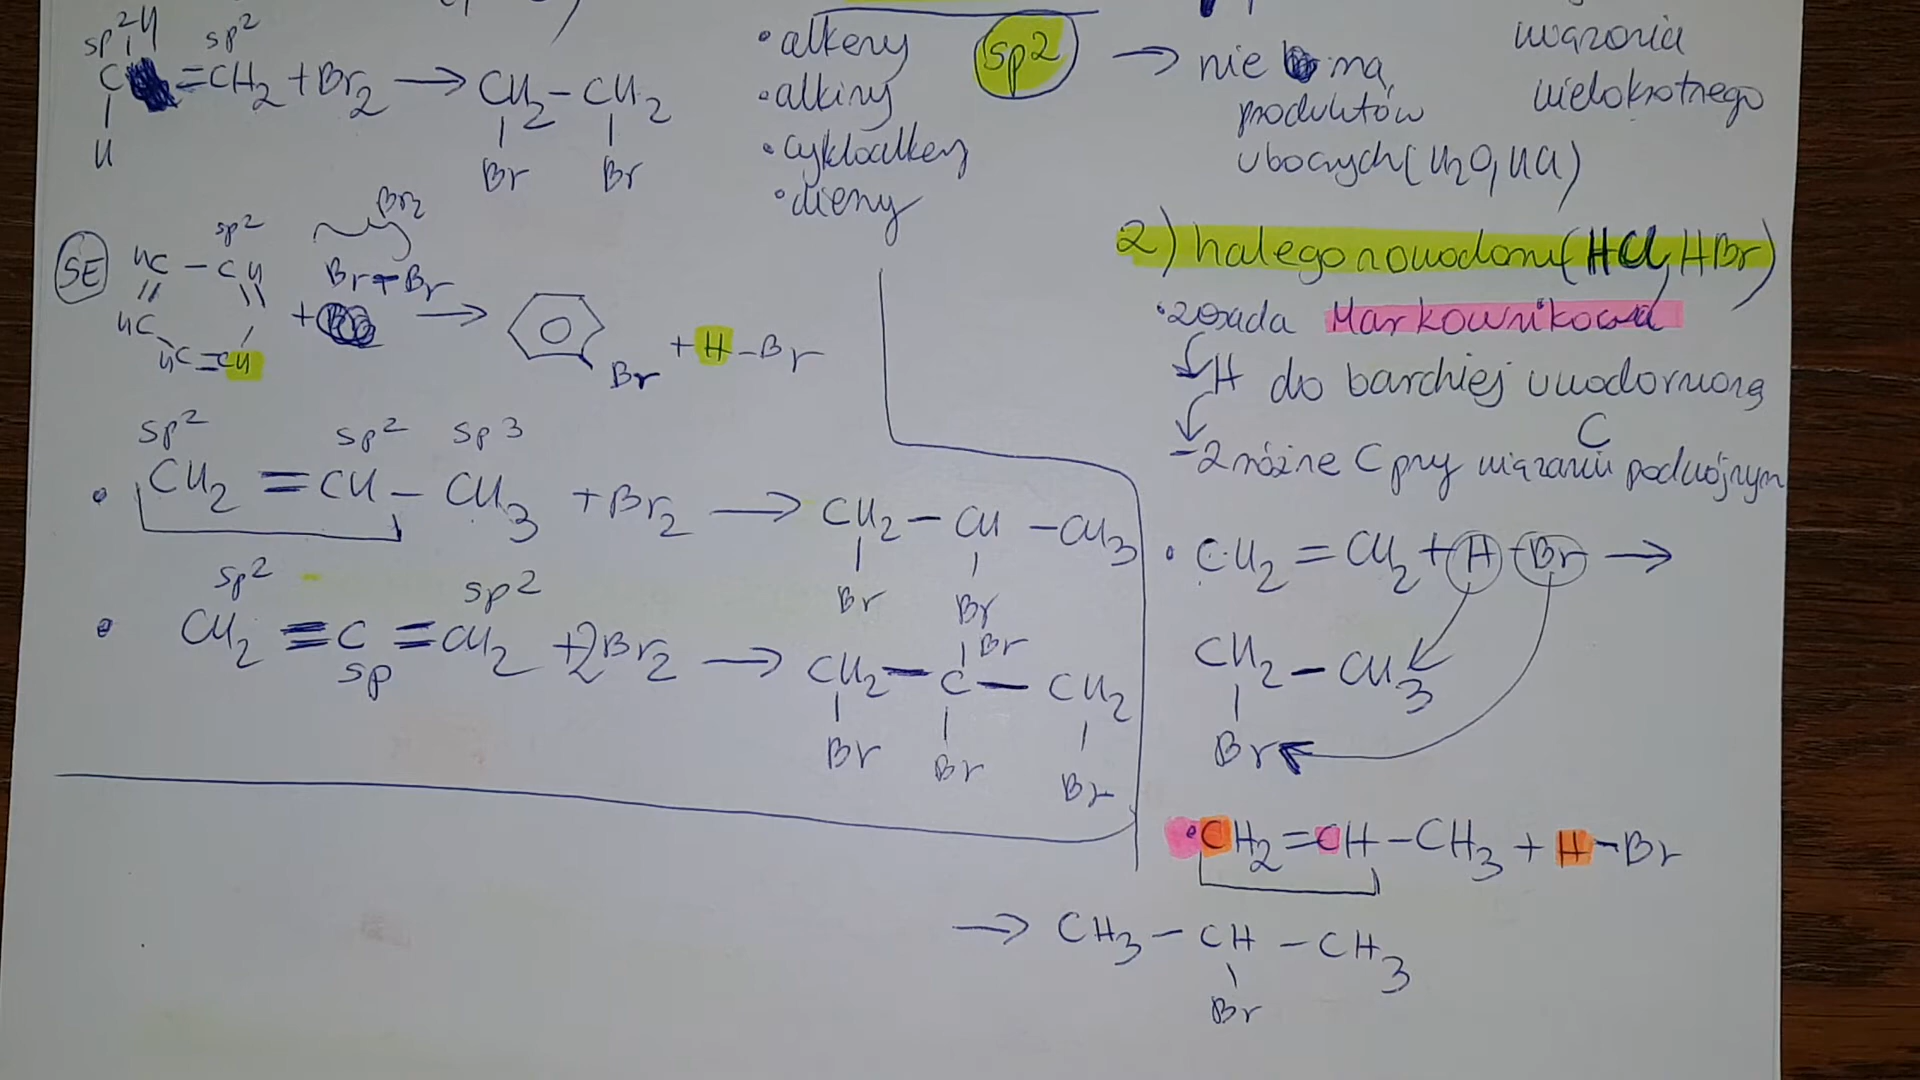 sp² H sp²
C =CH₂ + Br₂ → CH₂ – CH₂
H
Br Br
• alkeny
• alkiny
• cykloalkeny
• dieny
sp2 → nie ma
produktów
ubocznych (H₂O, HCl)
wiązania
wielokrotnego
SE
HC – CH sp²
HC
HC = CH
Br₂
Br – Br
+ → Br + H – Br
sp² sp² sp3
• CH₂ = CH – CH₃ + Br₂ → CH₂ – CH – CH₃
Br Br
sp² sp2
• CH₂ = C = CH₂ + 2Br₂ → CH₂ – C – CH₂
sp
Br
Br Br Br
2) halogenowodorami (HCl, HBr)
• zasada Markownikowa
H do bardziej uwodornioną
C
– 2 różne C przy wiązaniu podwójnym
• CH₂ = CH₂ + H – Br →
CH₂ – CH₃
Br
• CH₂ = CH – CH₃ + H – Br
→ CH₃ – CH – CH₃
Br